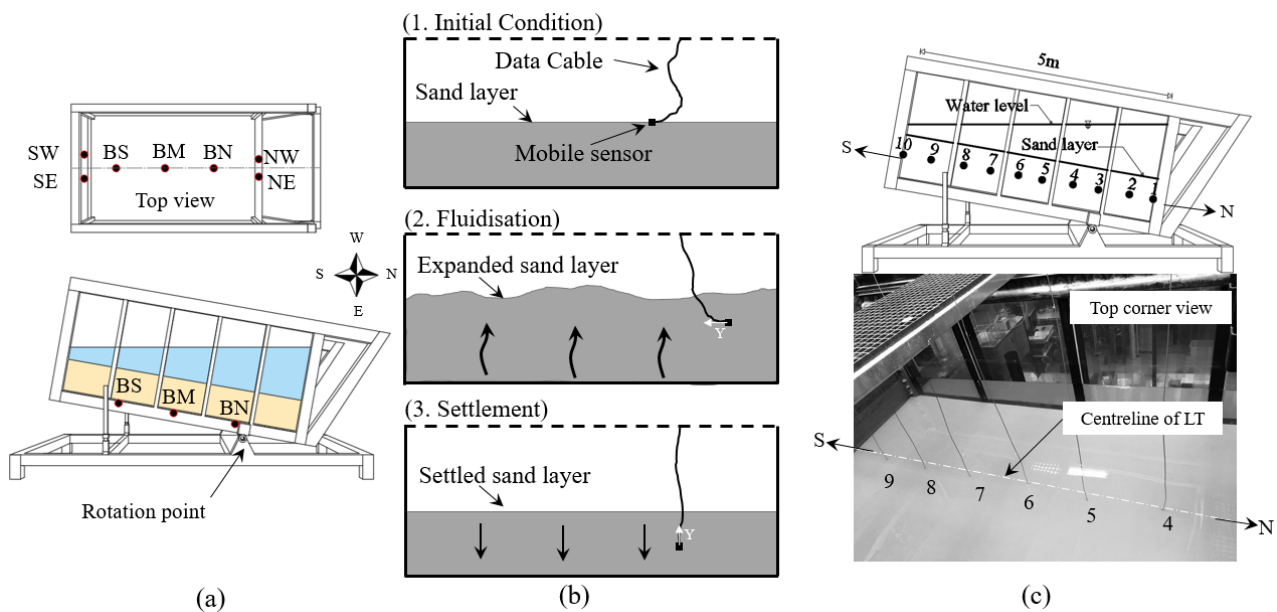 SW
SE
BS
BM
BN
NW
NE
Top view
W
S
N
E
BS
BM
BN
Rotation point
(a)
(1. Initial Condition)
Data Cable
Sand layer
Mobile sensor
(2. Fluidisation)
Expanded sand layer
Y
(3. Settlement)
Settled sand layer
Y
(b)
5m
Water level
Sand layer
S
10
9
8
7
6
5
4
3
2
1
N
Top corner view
Centreline of LT
S
9
8
7
6
5
4
N
(c)